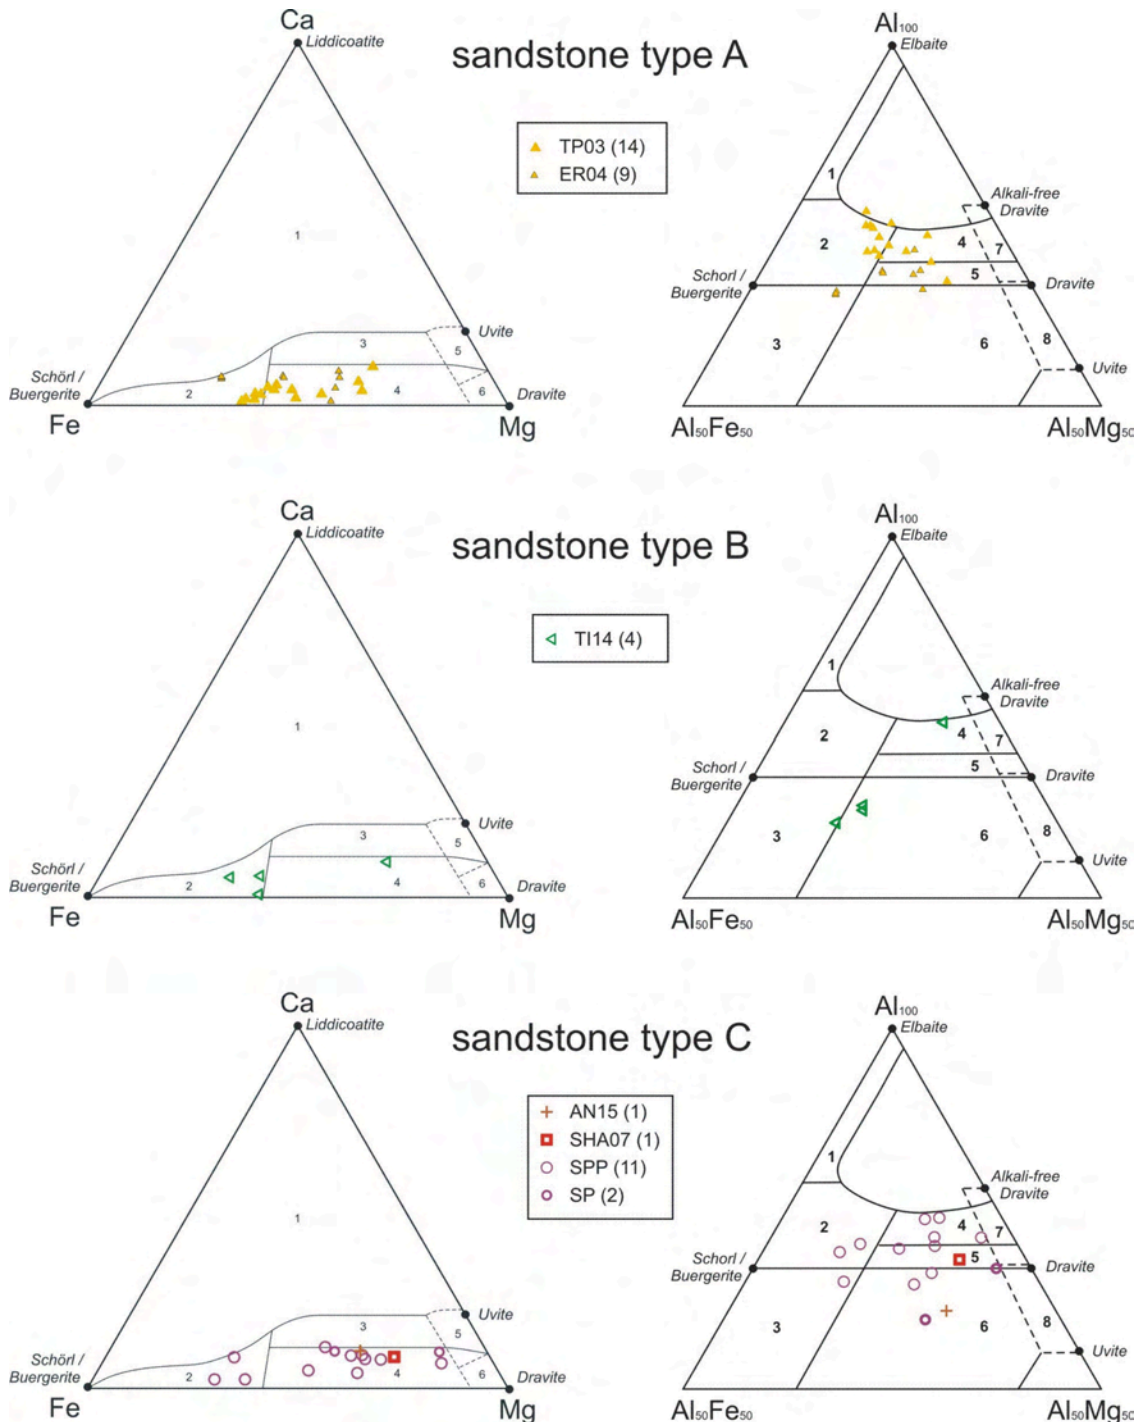 Ca
Liddicoatite
sandstone type A
Al100
Elbaite
TP03 (14)
ER04 (9)
1
1
Alkali-free
Dravite
2
4
7
Schorl /
Buergerite
5
Dravite
Uvite
3
5
3
6
8
Uvite
Schörl /
Buergerite
2
4
6
Dravite
Fe
Mg
Al50Fe50
Al50Mg50
Ca
Liddicoatite
sandstone type B
Al100
Elbaite
TI14 (4)
1
1
Alkali-free
Dravite
2
4
7
Schorl /
Buergerite
5
Dravite
Uvite
3
5
3
6
8
Uvite
Schörl /
Buergerite
2
4
6
Dravite
Fe
Mg
Al50Fe50
Al50Mg50
Ca
Liddicoatite
sandstone type C
Al100
Elbaite
AN15 (1)
SHA07 (1)
SPP (11)
SP (2)
1
1
Alkali-free
Dravite
2
4
7
Schorl /
Buergerite
5
Dravite
Uvite
3
5
3
6
8
Uvite
Schörl /
Buergerite
2
4
6
Dravite
Fe
Mg
Al50Fe50
Al50Mg50